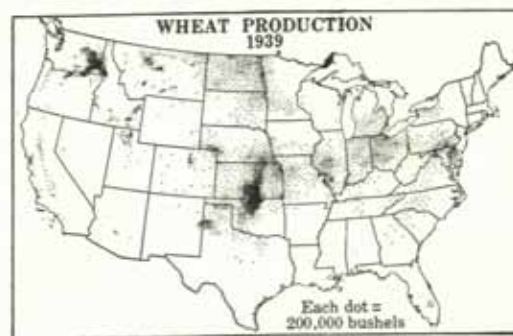 WHEAT PRODUCTION
1939
Each dot =
200,000 bushels